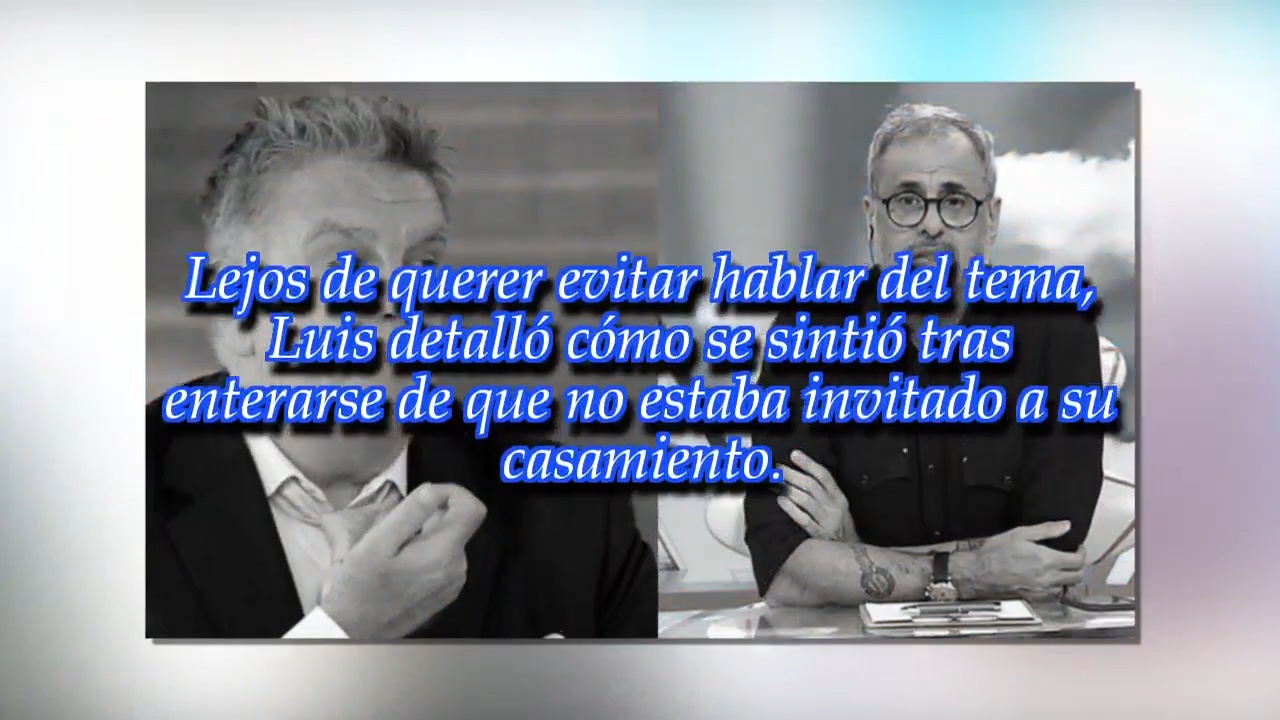 Lejos de querer evitar hablar del tema,
Luis detalló cómo se sintió tras
enterarse de que no estaba invitado a su
casamiento.